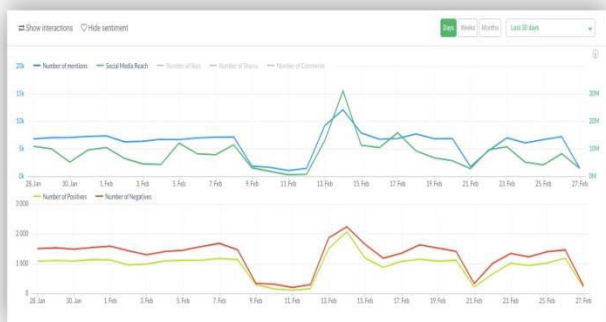 Show interactions Hide sentiment Days Weeks Months Last 30 days
20k Number of mentions Social Media Reach Number of likes Number of Shares Number of Comments
15k 30M
10k 20M
5k 10M
0k 0M
28. Jan 30. Jan 1. Feb 3. Feb 5. Feb 7. Feb 9. Feb 11. Feb 13. Feb 15. Feb 17. Feb 19. Feb 21. Feb 23. Feb 25. Feb 27. Feb
3 000 Number of Positives Number of Negatives
2 000
1 000
0
28. Jan 30. Jan 1. Feb 3. Feb 5. Feb 7. Feb 9. Feb 11. Feb 13. Feb 15. Feb 17. Feb 19. Feb 21. Feb 23. Feb 25. Feb 27. Feb